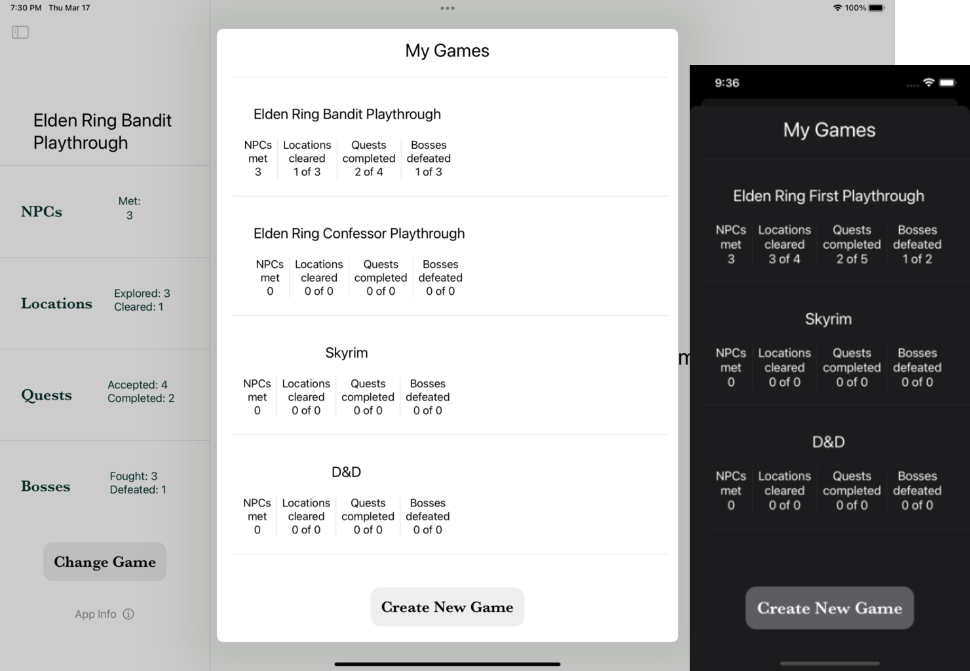 7:30 PM Thu Mar 17
100%
Elden Ring Bandit
Playthrough
NPCs
Met:
3
Locations
Explored: 3
Cleared: 1
Quests
Accepted: 4
Completed: 2
Bosses
Fought: 3
Defeated: 1
Change Game
App Info
My Games
Elden Ring Bandit Playthrough
NPCs Locations Quests Bosses
met cleared completed defeated
3 1 of 3 2 of 4 1 of 3
Elden Ring Confessor Playthrough
NPCs Locations Quests Bosses
met cleared completed defeated
0 0 of 0 0 of 0 0 of 0
Skyrim
NPCs Locations Quests Bosses
met cleared completed defeated
0 0 of 0 0 of 0 0 of 0
D&D
NPCs Locations Quests Bosses
met cleared completed defeated
0 0 of 0 0 of 0 0 of 0
Create New Game
9:36
My Games
Elden Ring First Playthrough
NPCs Locations Quests Bosses
met cleared completed defeated
3 3 of 4 2 of 5 1 of 2
Skyrim
NPCs Locations Quests Bosses
met cleared completed defeated
0 0 of 0 0 of 0 0 of 0
D&D
NPCs Locations Quests Bosses
met cleared completed defeated
0 0 of 0 0 of 0 0 of 0
Create New Game